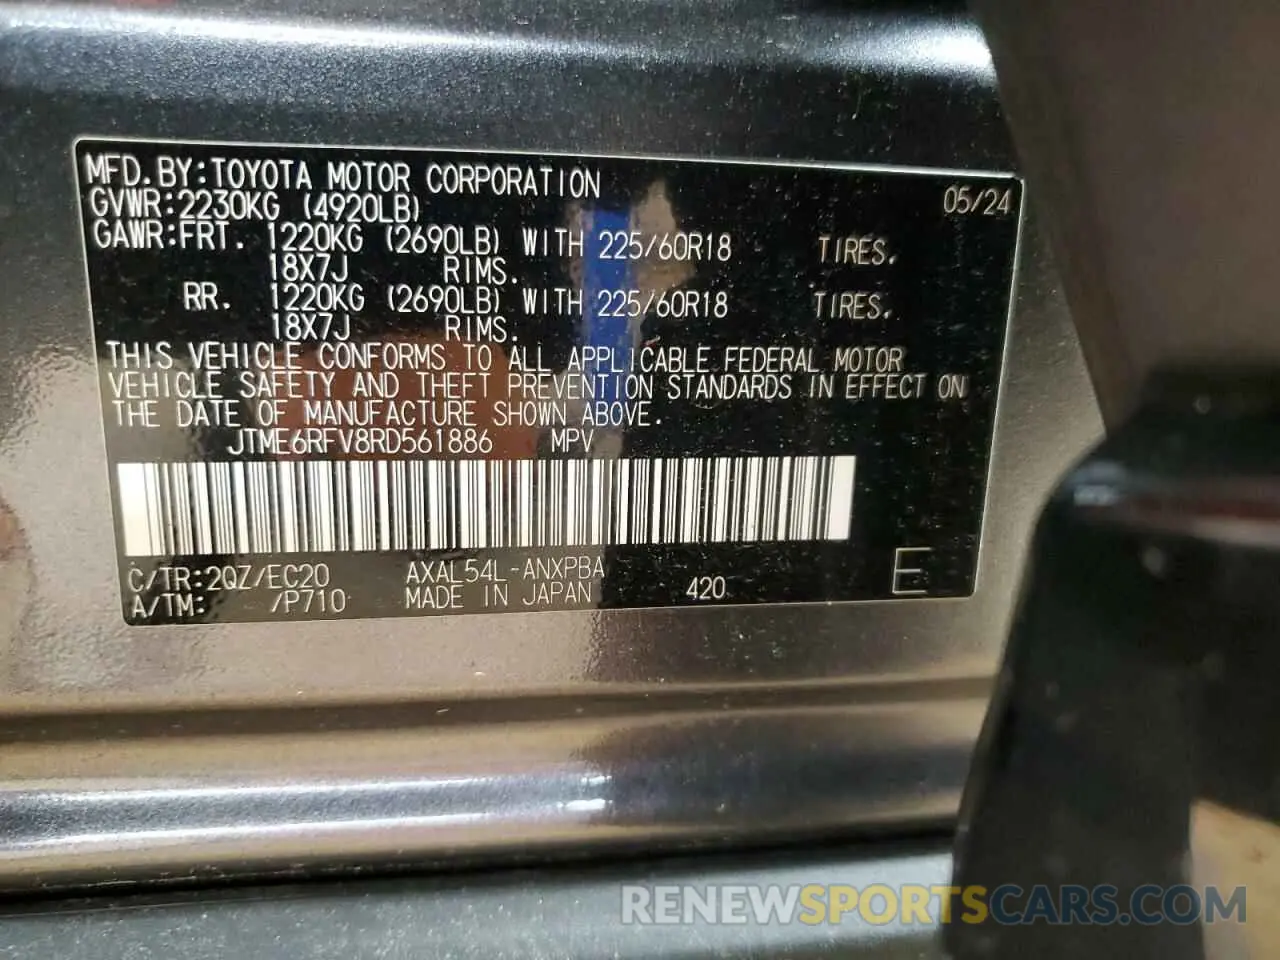 MFD.BY:TOYOTA MOTOR CORPORATION 05/24
GVWR:2230KG (4920LB)
GAWR:FRT. 1220KG (2690LB) WITH 225/60R18 TIRES.
18X7J RIMS.
RR. 1220KG (2690LB) WITH 225/60R18 TIRES.
18X7J RIMS.
THIS VEHICLE CONFORMS TO ALL APPLICABLE FEDERAL MOTOR
VEHICLE SAFETY AND THEFT PREVENTION STANDARDS IN EFFECT ON
THE DATE OF MANUFACTURE SHOWN ABOVE.
JTME6RFV8RD561886 MPV
C/TR:2QZ/EC20 AXAL54L-ANXPBA
A/TM: /P710 MADE IN JAPAN 420 E
RENEWSPORTSCARS.COM